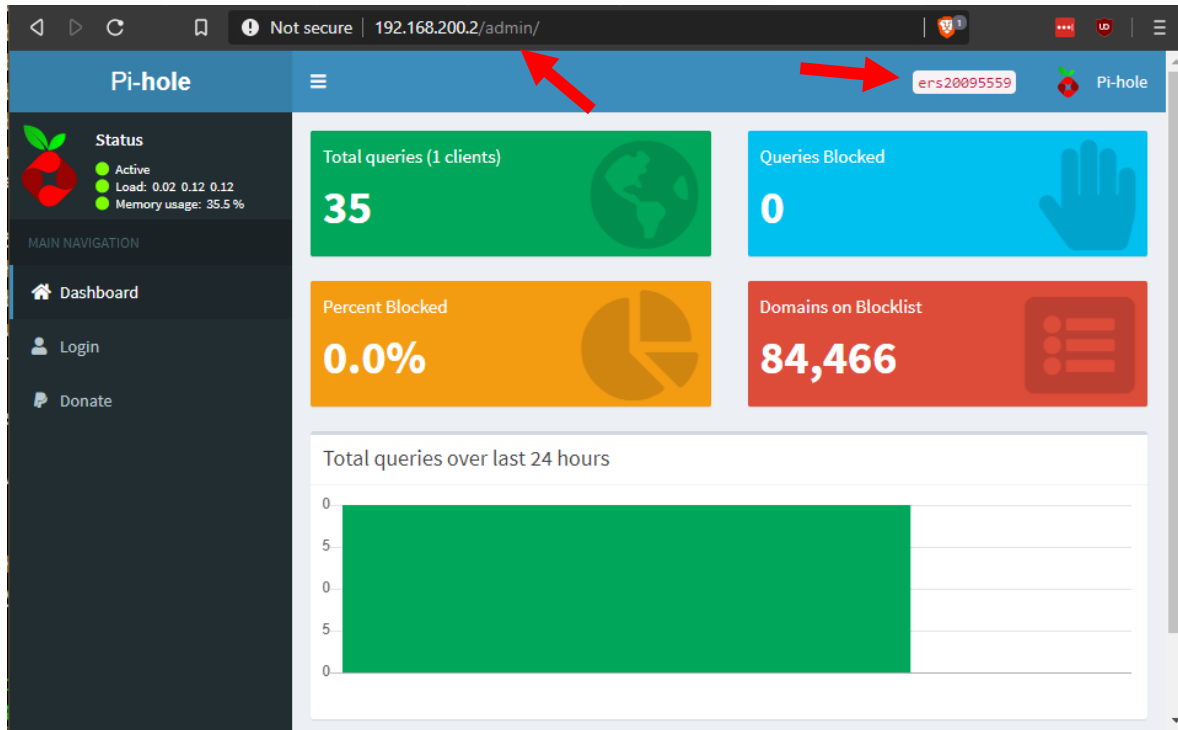 Not secure | 192.168.200.2/admin/
1
Pi-hole
ers20095559
Pi-hole
Status
Active
Load: 0.02 0.12 0.12
Memory usage: 35.5 %
MAIN NAVIGATION
Dashboard
Login
Donate
Total queries (1 clients)
35
Queries Blocked
0
Percent Blocked
0.0%
Domains on Blocklist
84,466
Total queries over last 24 hours
0
5
0
5
0